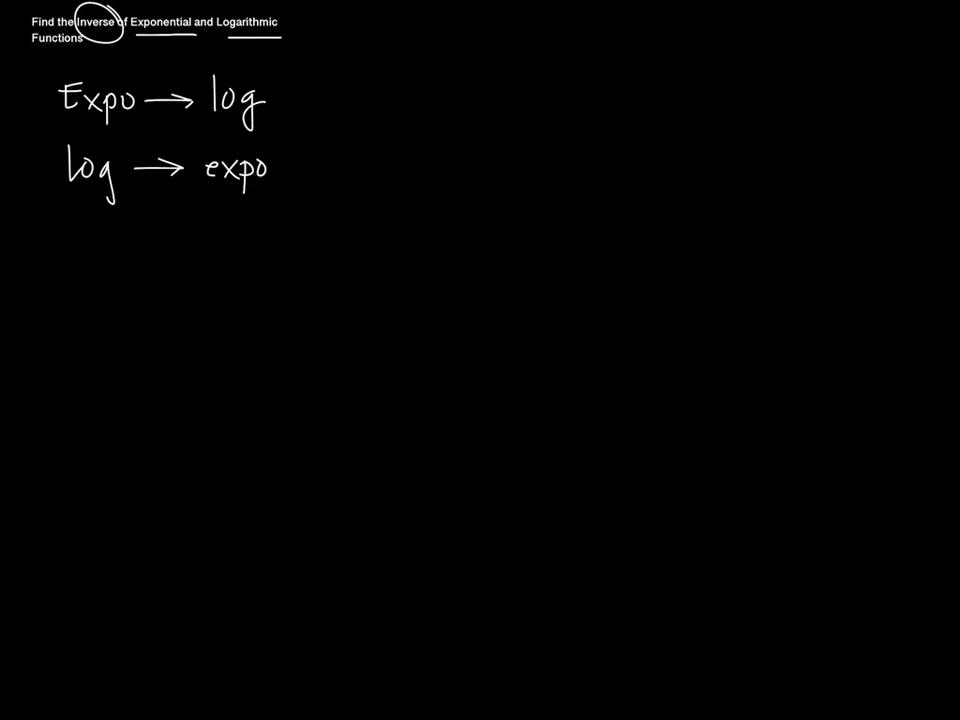 Find the Inverse of Exponential and Logarithmic
Functions
Expo → log
log → expo